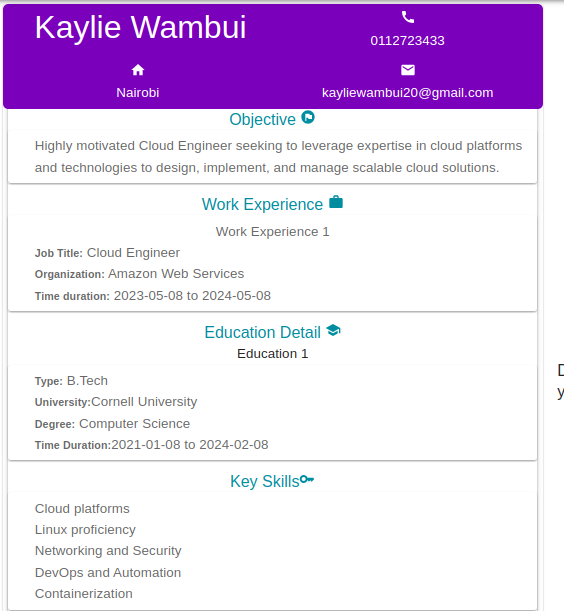 Kaylie Wambui
0112723433
Nairobi
kayliewambui20@gmail.com
Objective
Highly motivated Cloud Engineer seeking to leverage expertise in cloud platforms
and technologies to design, implement, and manage scalable cloud solutions.
Work Experience
Work Experience 1
Job Title: Cloud Engineer
Organization: Amazon Web Services
Time duration: 2023-05-08 to 2024-05-08
Education Detail
Education 1
Type: B.Tech
University:Cornell University
Degree: Computer Science
Time Duration:2021-01-08 to 2024-02-08
Key Skills
Cloud platforms
Linux proficiency
Networking and Security
DevOps and Automation
Containerization